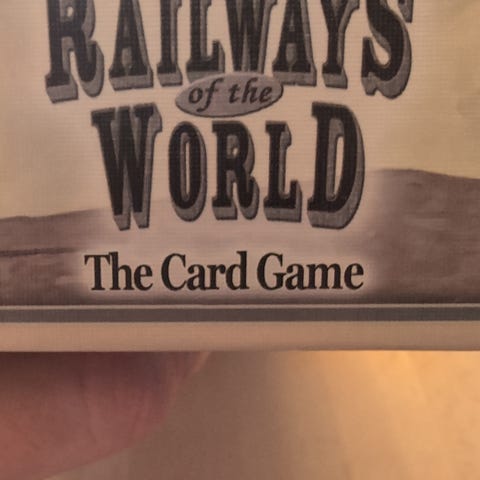 RAILWAYS
of the
WORLD
The Card Game